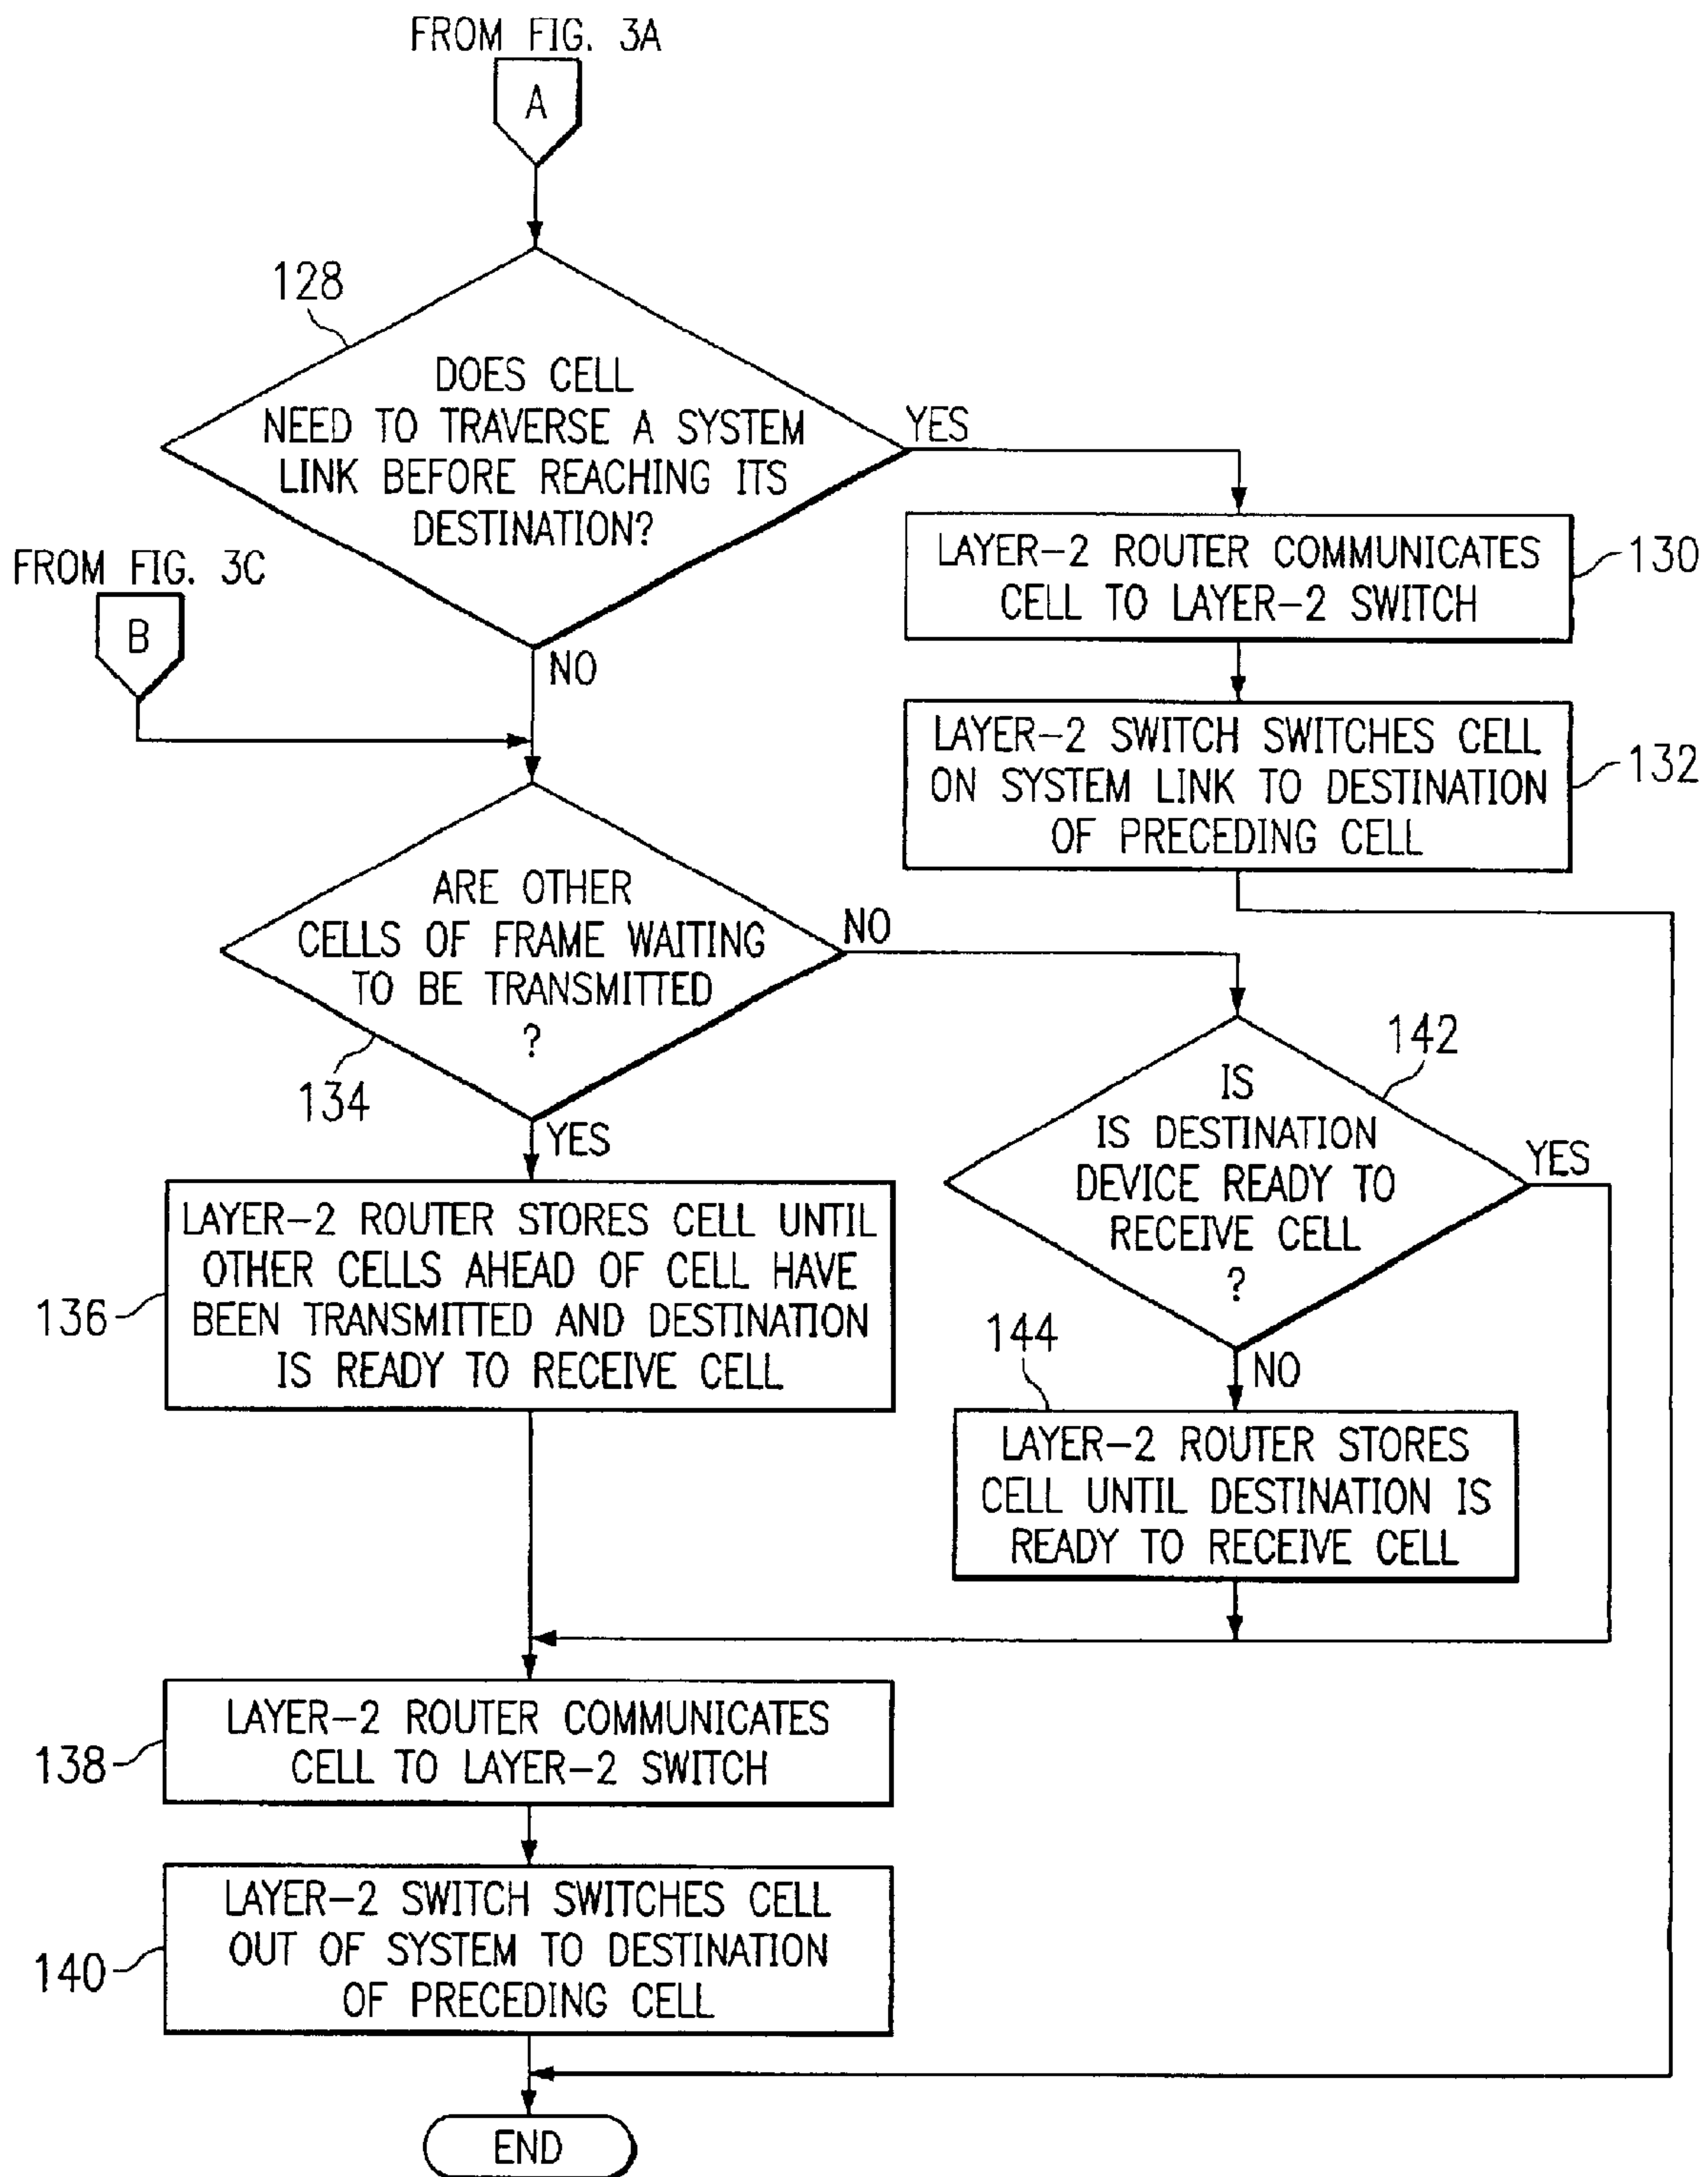 FROM FIG. 3A
A
128
DOES CELL
NEED TO TRAVERSE A SYSTEM
LINK BEFORE REACHING ITS
DESTINATION?
YES
NO
LAYER-2 ROUTER COMMUNICATES
CELL TO LAYER-2 SWITCH
130
FROM FIG. 3C
B
LAYER-2 SWITCH SWITCHES CELL
ON SYSTEM LINK TO DESTINATION
OF PRECEDING CELL
132
ARE OTHER
CELLS OF FRAME WAITING
TO BE TRANSMITTED
?
134
NO
YES
142
IS
IS DESTINATION
DEVICE READY TO
RECEIVE CELL
?
YES
NO
LAYER-2 ROUTER STORES CELL UNTIL
OTHER CELLS AHEAD OF CELL HAVE
BEEN TRANSMITTED AND DESTINATION
IS READY TO RECEIVE CELL
136
144
LAYER-2 ROUTER STORES
CELL UNTIL DESTINATION IS
READY TO RECEIVE CELL
LAYER-2 ROUTER COMMUNICATES
CELL TO LAYER-2 SWITCH
138
LAYER-2 SWITCH SWITCHES CELL
OUT OF SYSTEM TO DESTINATION
OF PRECEDING CELL
140
END